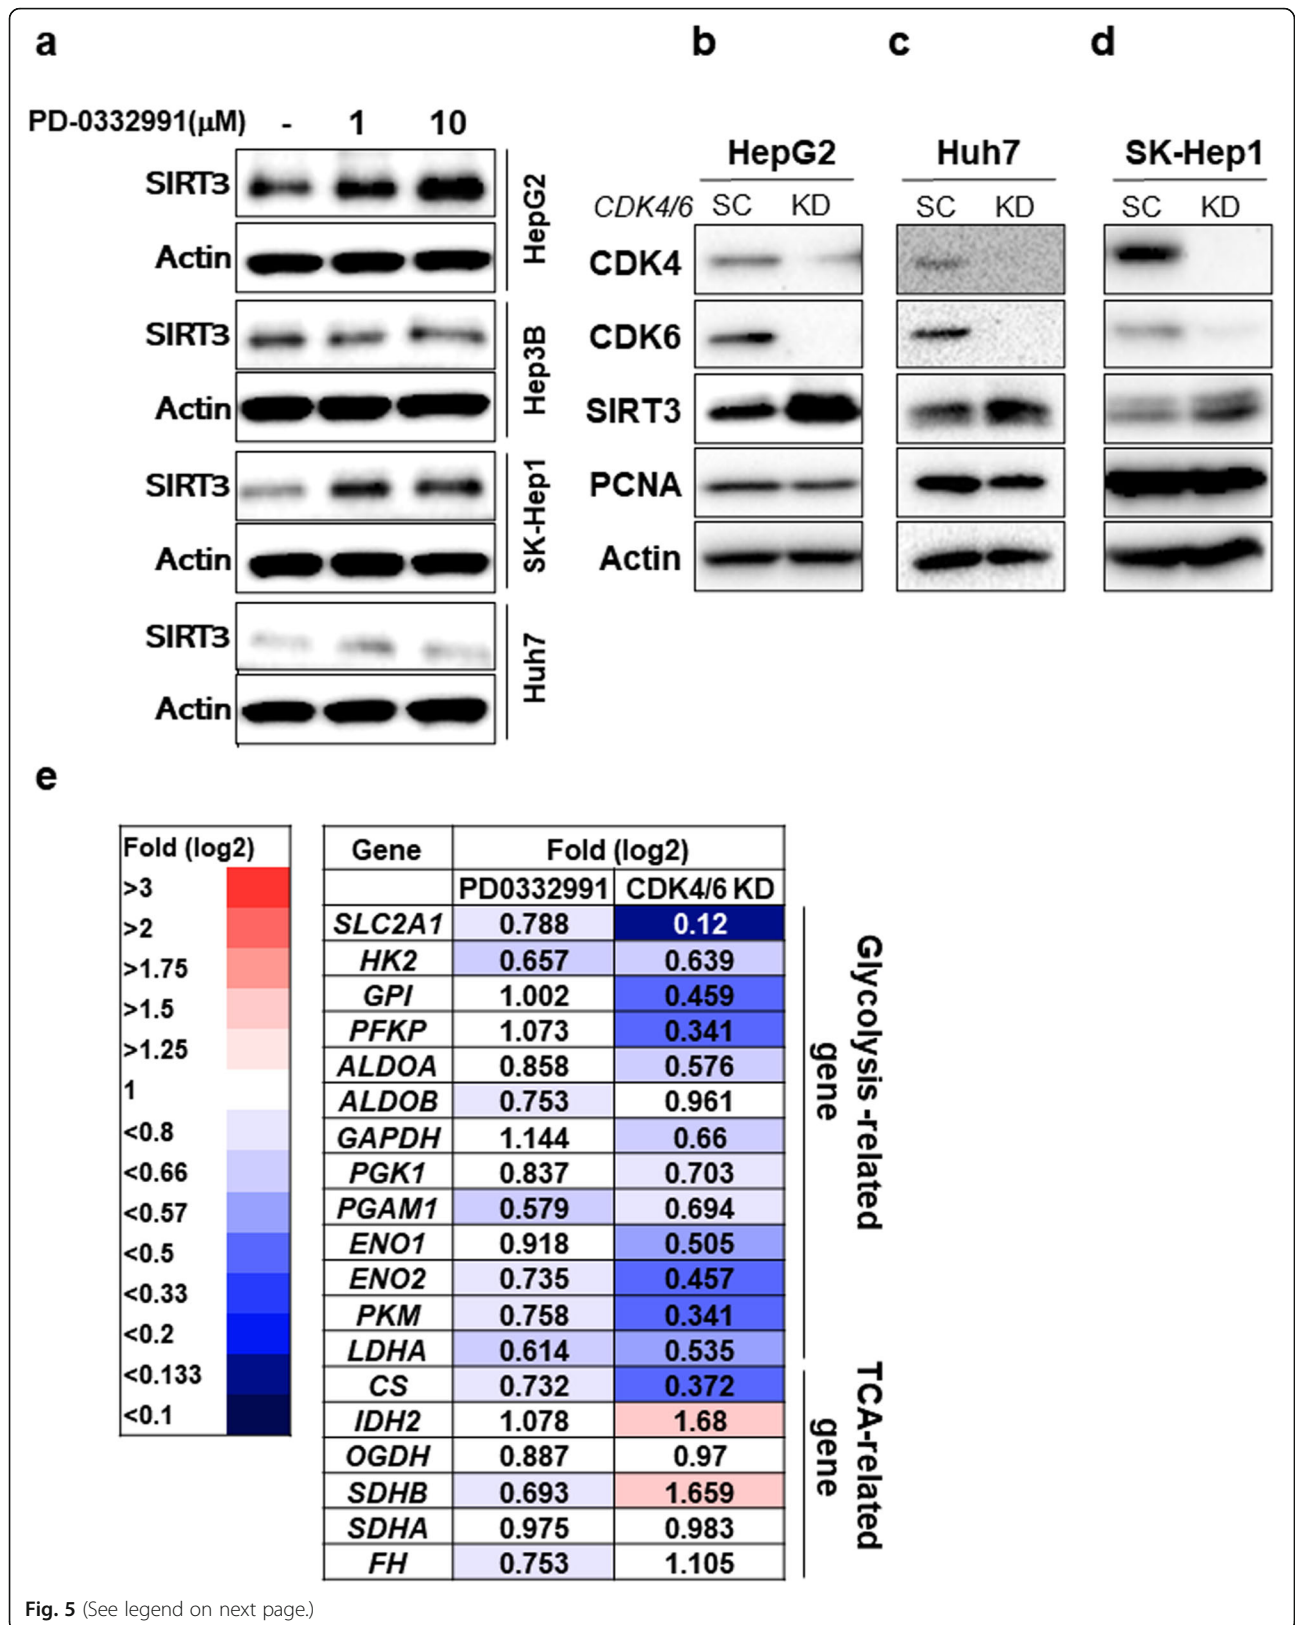 a
PD-0332991(µM) - 1 10
SIRT3
Actin
HepG2
SIRT3
Actin
Hep3B
SIRT3
Actin
SK-Hep1
SIRT3
Actin
Huh7
b c d
HepG2 Huh7 SK-Hep1
CDK4/6 SC KD SC KD SC KD
CDK4
CDK6
SIRT3
PCNA
Actin
e
Fold (log2)
>3
>2
>1.75
>1.5
>1.25
1
<0.8
<0.66
<0.57
<0.5
<0.33
<0.2
<0.133
<0.1
Gene Fold (log2)
PD0332991 CDK4/6 KD
SLC2A1 0.788 0.12
HK2 0.657 0.639
GPI 1.002 0.459
PFKP 1.073 0.341
ALDOA 0.858 0.576
ALDOB 0.753 0.961
GAPDH 1.144 0.66
PGK1 0.837 0.703
PGAM1 0.579 0.694
ENO1 0.918 0.505
ENO2 0.735 0.457
PKM 0.758 0.341
LDHA 0.614 0.535
CS 0.732 0.372
IDH2 1.078 1.68
OGDH 0.887 0.97
SDHB 0.693 1.659
SDHA 0.975 0.983
FH 0.753 1.105
Glycolysis -related
gene
TCA-related
gene
Fig. 5 (See legend on next page.)